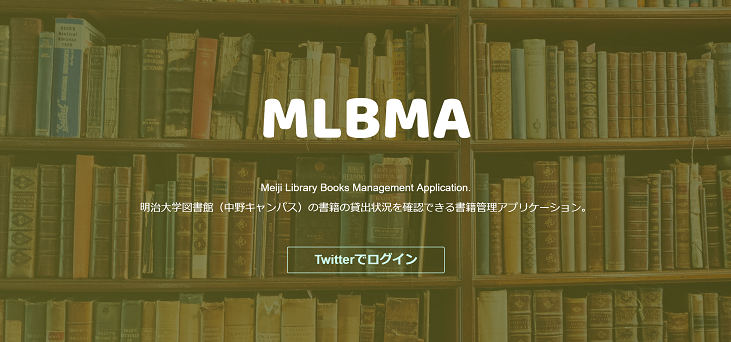 MLBMA
Meiji Library Books Management Application.
明治大学図書館（中野キャンパス）の書籍の貸出状況を確認できる書籍管理アプリケーション。
Twitterでログイン